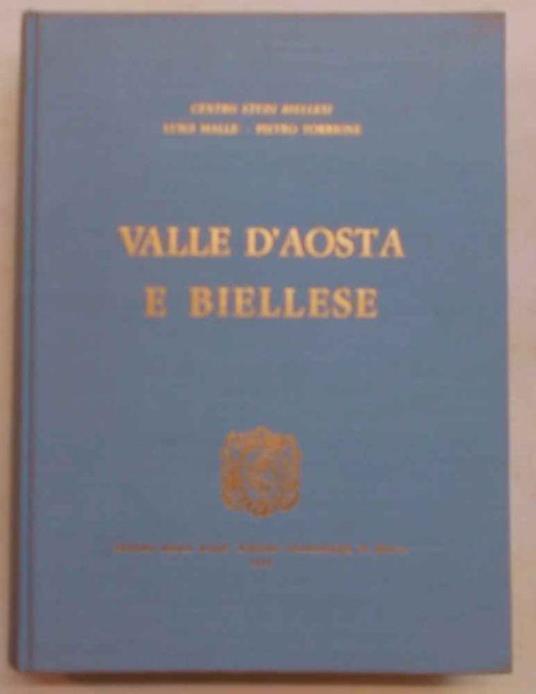 CENTRO STUDI BIELLESI
LUIGI MALLE - PIETRO TORRIONE
VALLE D'AOSTA
E BIELLESE